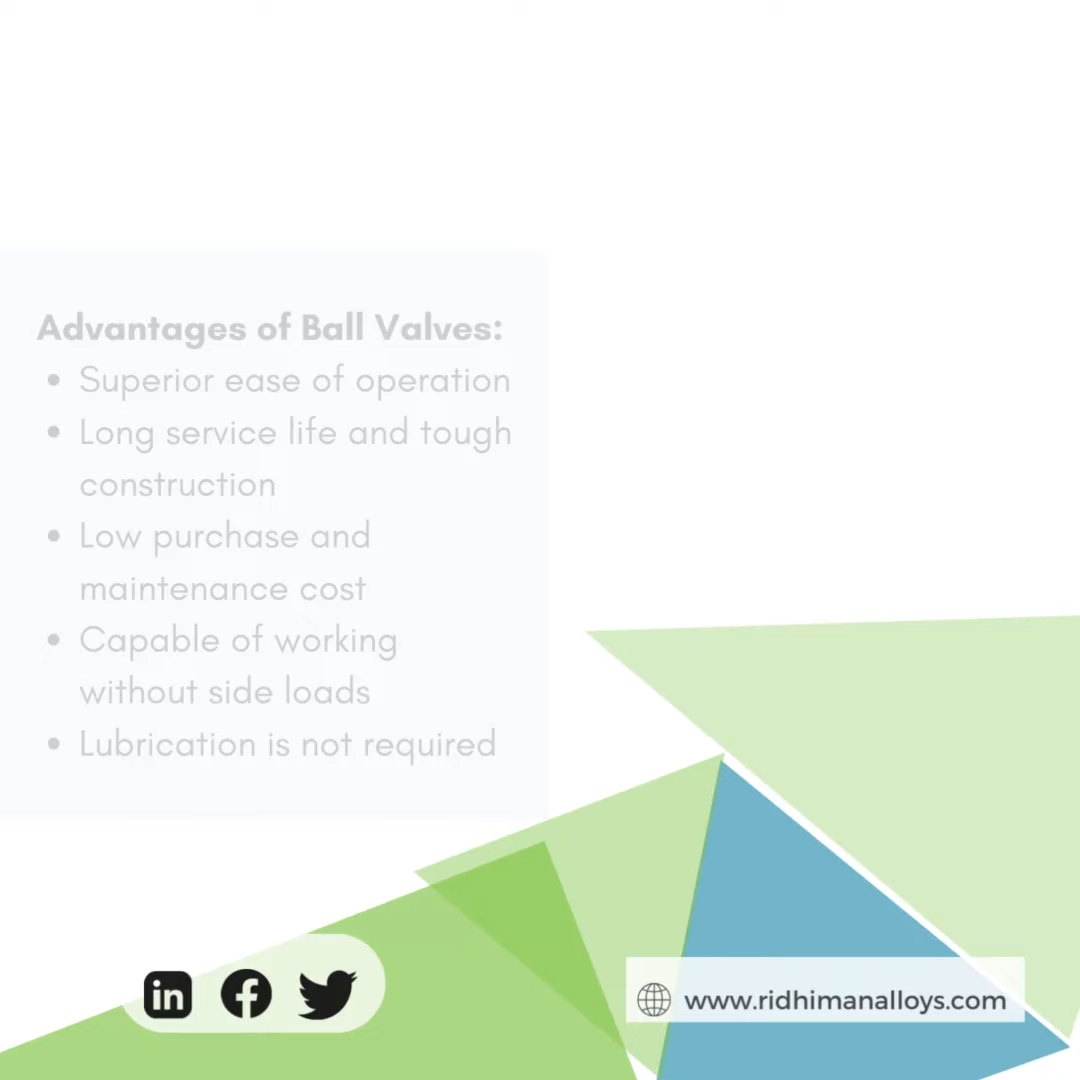 Advantages of Ball Valves:
• Superior ease of operation
• Long service life and tough
construction
• Low purchase and
maintenance cost
• Capable of working
without side loads
• Lubrication is not required
in
www.ridhimanalloys.com